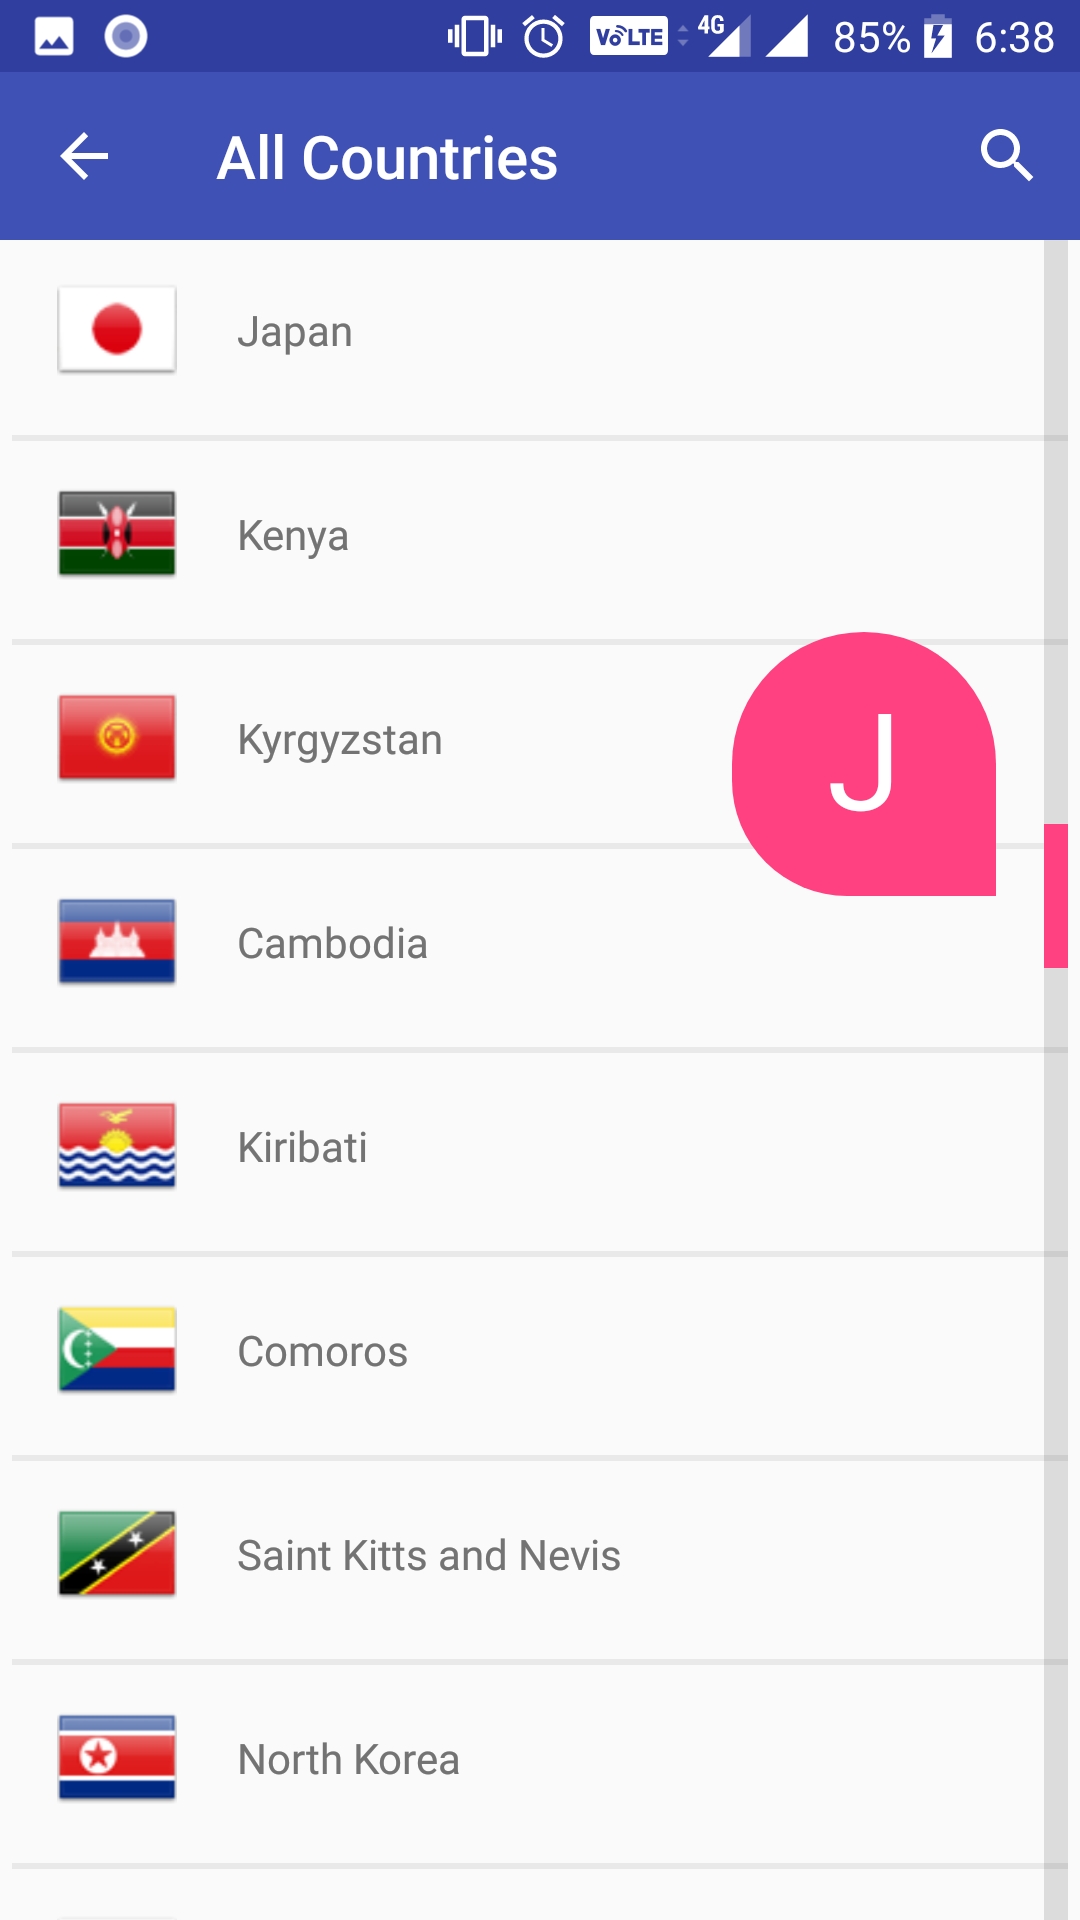 VoLTE 4G 85% 6:38
All Countries
Japan
Kenya
Kyrgyzstan
J
Cambodia
Kiribati
Comoros
Saint Kitts and Nevis
North Korea